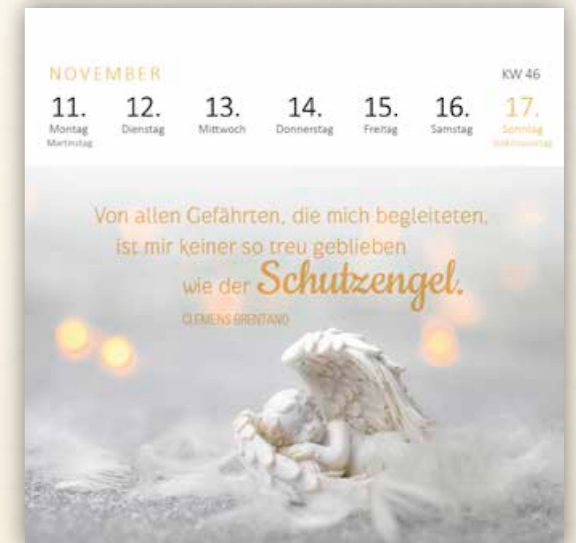 NOVEMBER KW 46
11. 12. 13. 14. 15. 16. 17.
Montag Dienstag Mittwoch Donnerstag Freitag Samstag Sonntag
Martinstag Volkstrauertag
Von allen Gefährten, die mich begleiteten,
ist mir keiner so treu geblieben
wie der Schutzengel.
CLEMENS BRENTANO